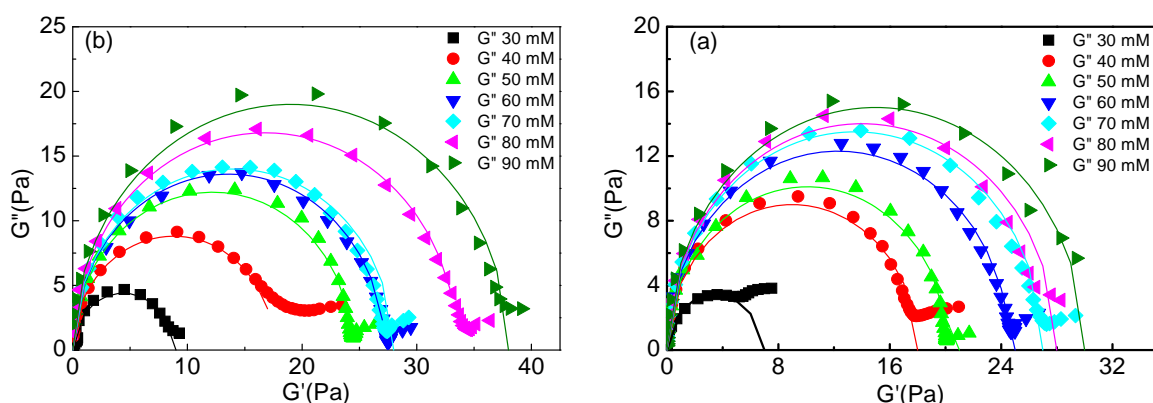 (b)
G" 30 mM
G" 40 mM
G" 50 mM
G" 60 mM
G" 70 mM
G" 80 mM
G" 90 mM
25
20
15
10
5
0
G"(Pa)
0 10 20 30 40
G'(Pa)
(a)
G" 30 mM
G" 40 mM
G" 50 mM
G" 60 mM
G" 70 mM
G" 80 mM
G" 90 mM
20
16
12
8
4
0
G"(Pa)
0 8 16 24 32
G'(Pa)